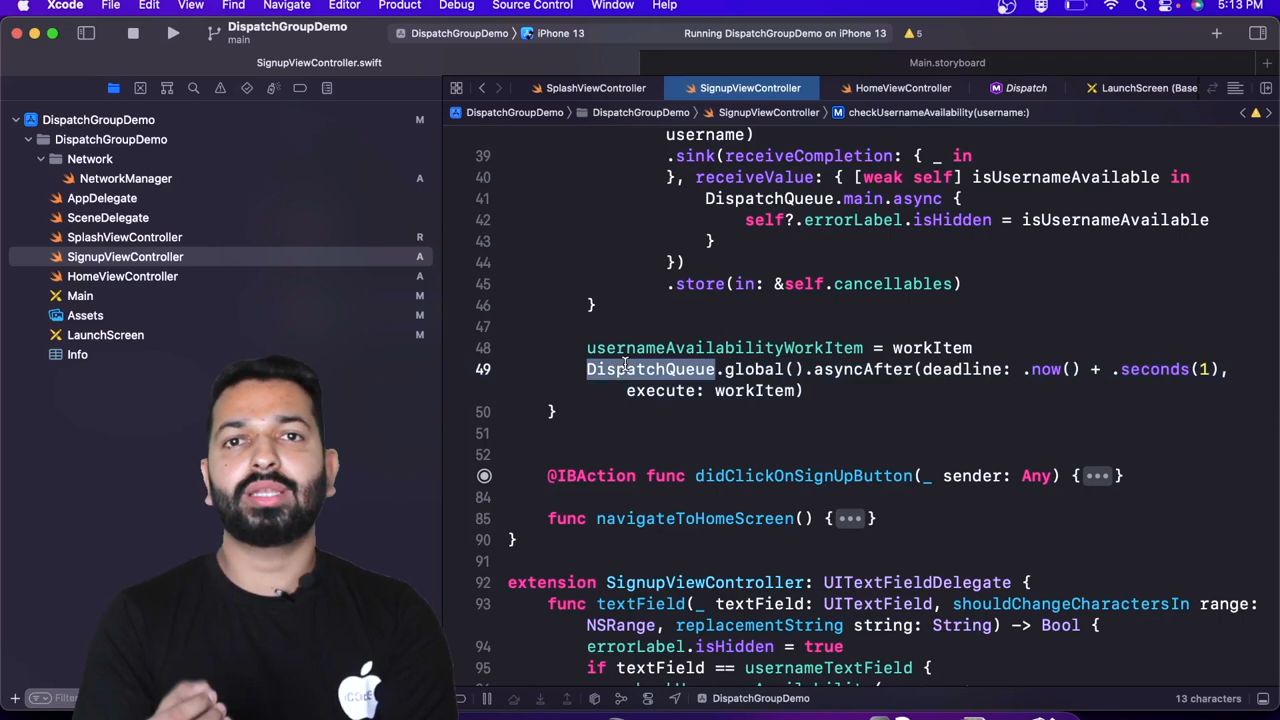 Xcode File Edit View Find Navigate Editor Product Debug Source Control Window Help 5:13 PM
DispatchGroupDemo
main
DispatchGroupDemo iPhone 13 Running DispatchGroupDemo on iPhone 13 5
SignupViewController.swift Main.storyboard
SplashViewController SignupViewController HomeViewController Dispatch LaunchScreen (Base
DispatchGroupDemo DispatchGroupDemo SignupViewController M checkUsernameAvailability(username:)
DispatchGroupDemo M
DispatchGroupDemo
Network
NetworkManager A
AppDelegate
SceneDelegate
SplashViewController R
SignupViewController A
HomeViewController A
Main M
Assets M
LaunchScreen M
Info
username)
39 .sink(receiveCompletion: { _ in
40 }, receiveValue: { [weak self] isUsernameAvailable in
41 DispatchQueue.main.async {
42 self?.errorLabel.isHidden = isUsernameAvailable
43 }
44 })
45 .store(in: &self.cancellables)
46 }
47
48 usernameAvailabilityWorkItem = workItem
49 DispatchQueue.global().asyncAfter(deadline: .now() + .seconds(1),
execute: workItem)
50 }
51
52
@IBAction func didClickOnSignUpButton(_ sender: Any) {•••}
84
85 func navigateToHomeScreen() {•••}
90 }
91
92 extension SignupViewController: UITextFieldDelegate {
93 func textField(_ textField: UITextField, shouldChangeCharactersIn range:
NSRange, replacementString string: String) -> Bool {
94 errorLabel.isHidden = true
95 if textField == usernameTextField {
iCODE
Filte DispatchGroupDemo 13 characters